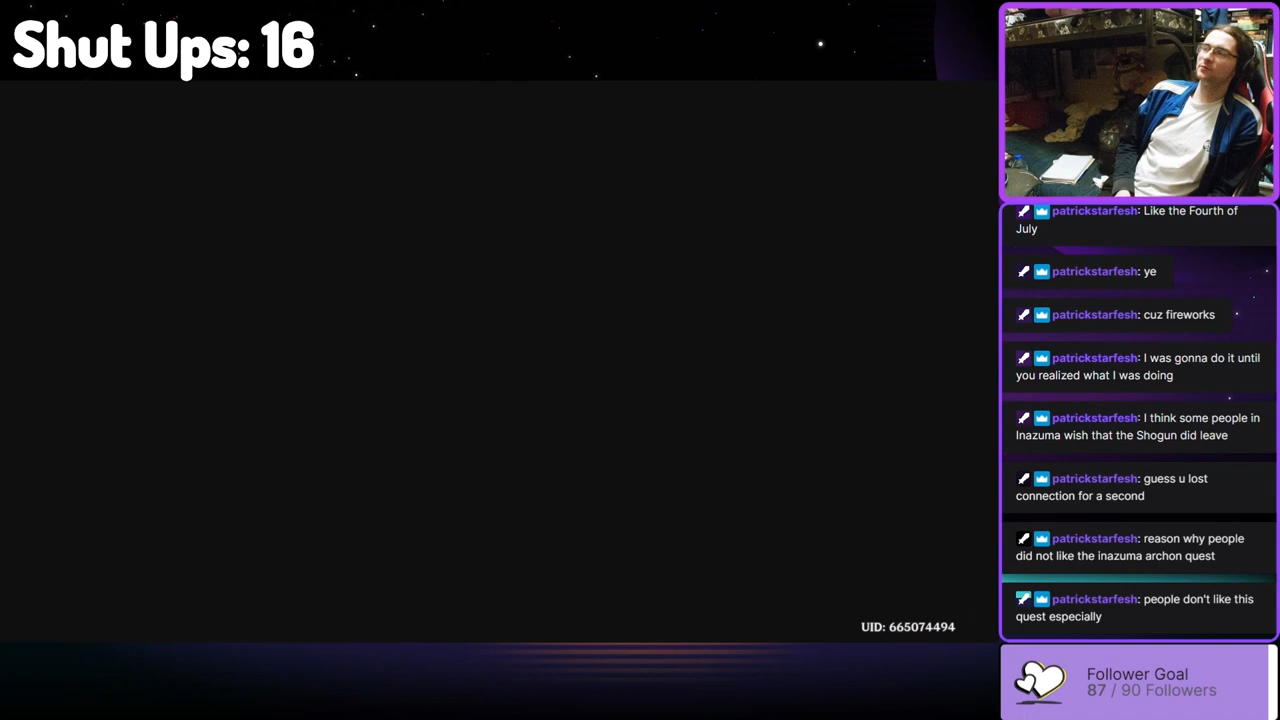 Shut Ups: 16
patrickstarfesh: Like the Fourth of
July
patrickstarfesh: ye
patrickstarfesh: cuz fireworks
patrickstarfesh: I was gonna do it until
you realized what I was doing
patrickstarfesh: I think some people in
Inazuma wish that the Shogun did leave
patrickstarfesh: guess u lost
connection for a second
patrickstarfesh: reason why people
did not like the inazuma archon quest
patrickstarfesh: people don't like this
quest especially
UID: 665074494
Follower Goal
87 / 90 Followers